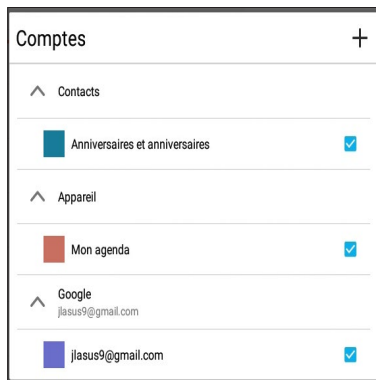 Comptes
Contacts
Anniversaires et anniversaires
Appareil
Mon agenda
Google
jlasus9@gmail.com
jlasus9@gmail.com